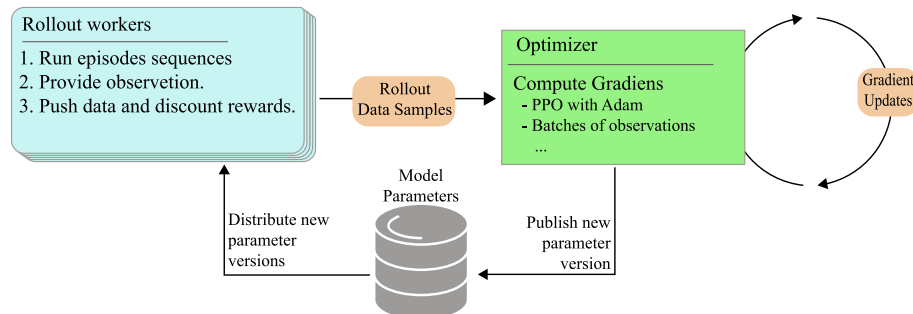 Rollout workers
1. Run episodes sequences
2. Provide observetion.
3. Push data and discount rewards.
Rollout
Data Samples
Optimizer
Compute Gradiens
- PPO with Adam
- Batches of observations
...
Gradient
Updates
Model
Parameters
Distribute new
parameter
versions
Publish new
parameter
version